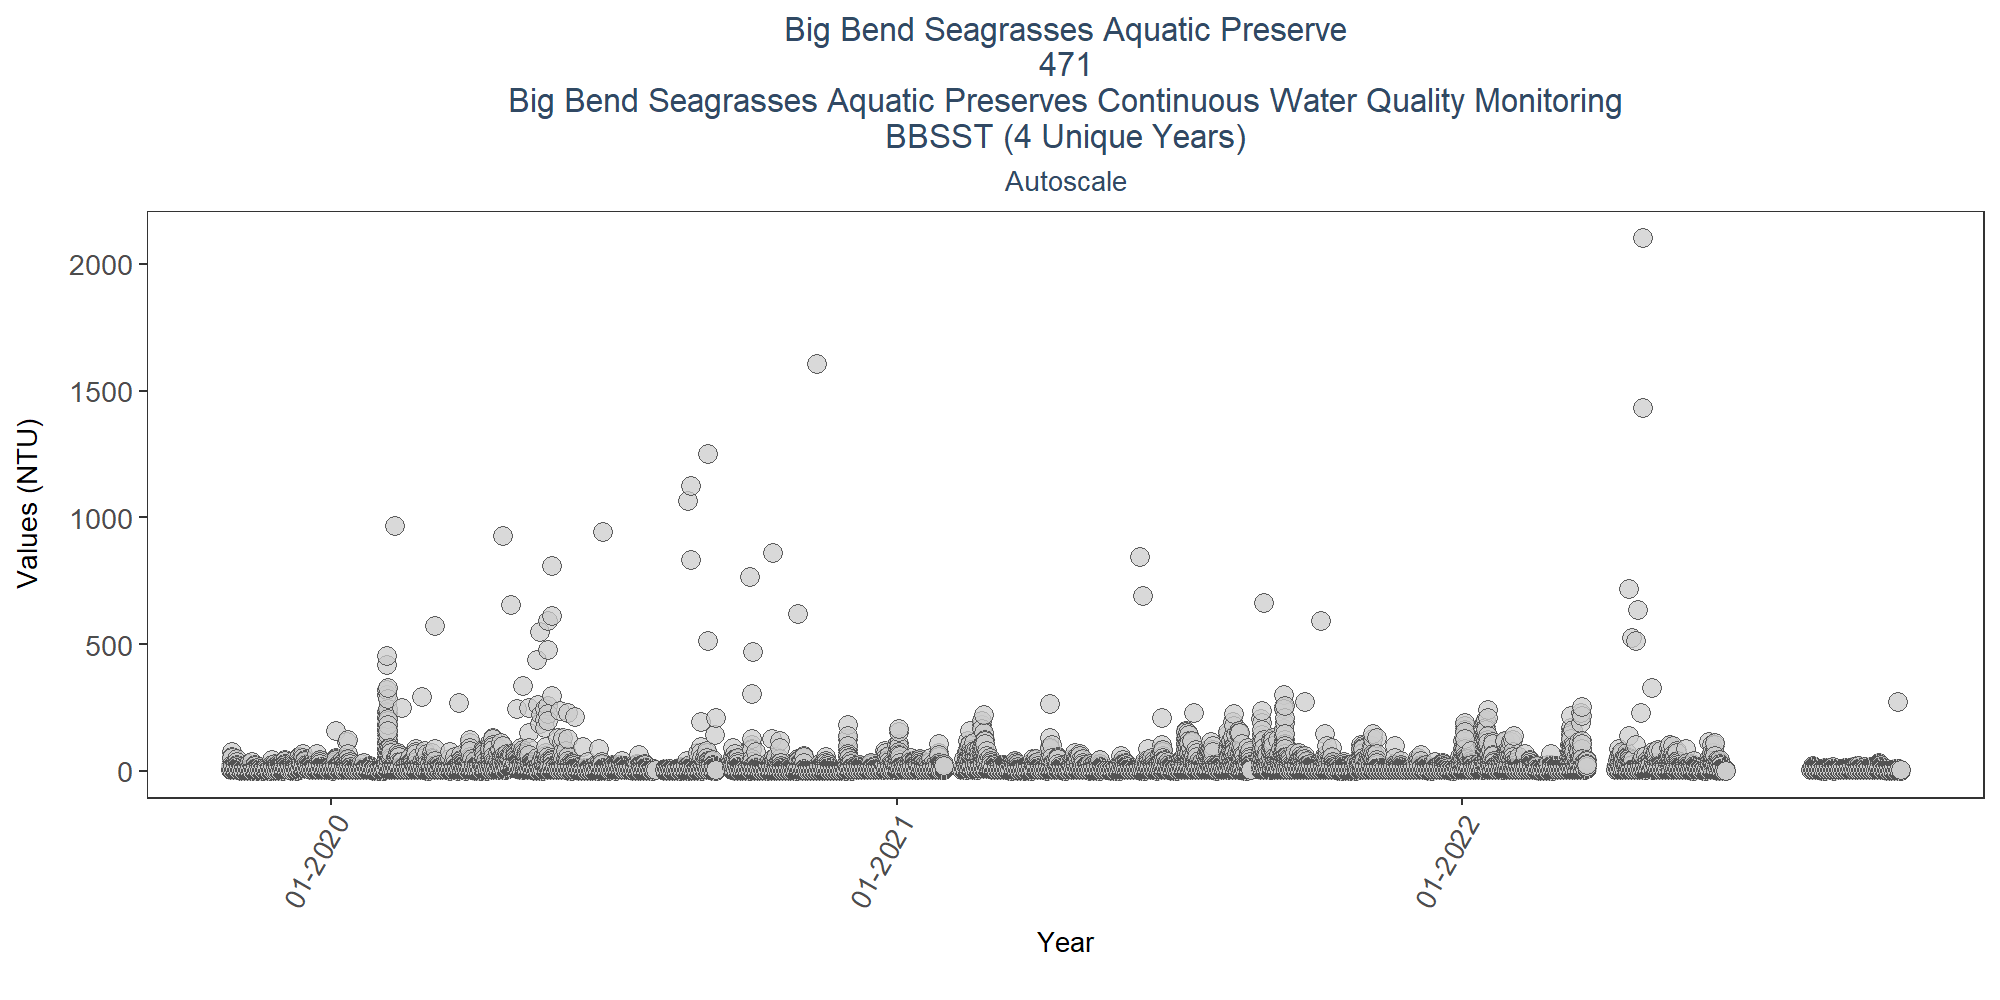 Big Bend Seagrasses Aquatic Preserve
471
Big Bend Seagrasses Aquatic Preserves Continuous Water Quality Monitoring
BBSST (4 Unique Years)
Autoscale
Values (NTU)
2000
1500
1000
500
0
01-2020
01-2021
01-2022
Year